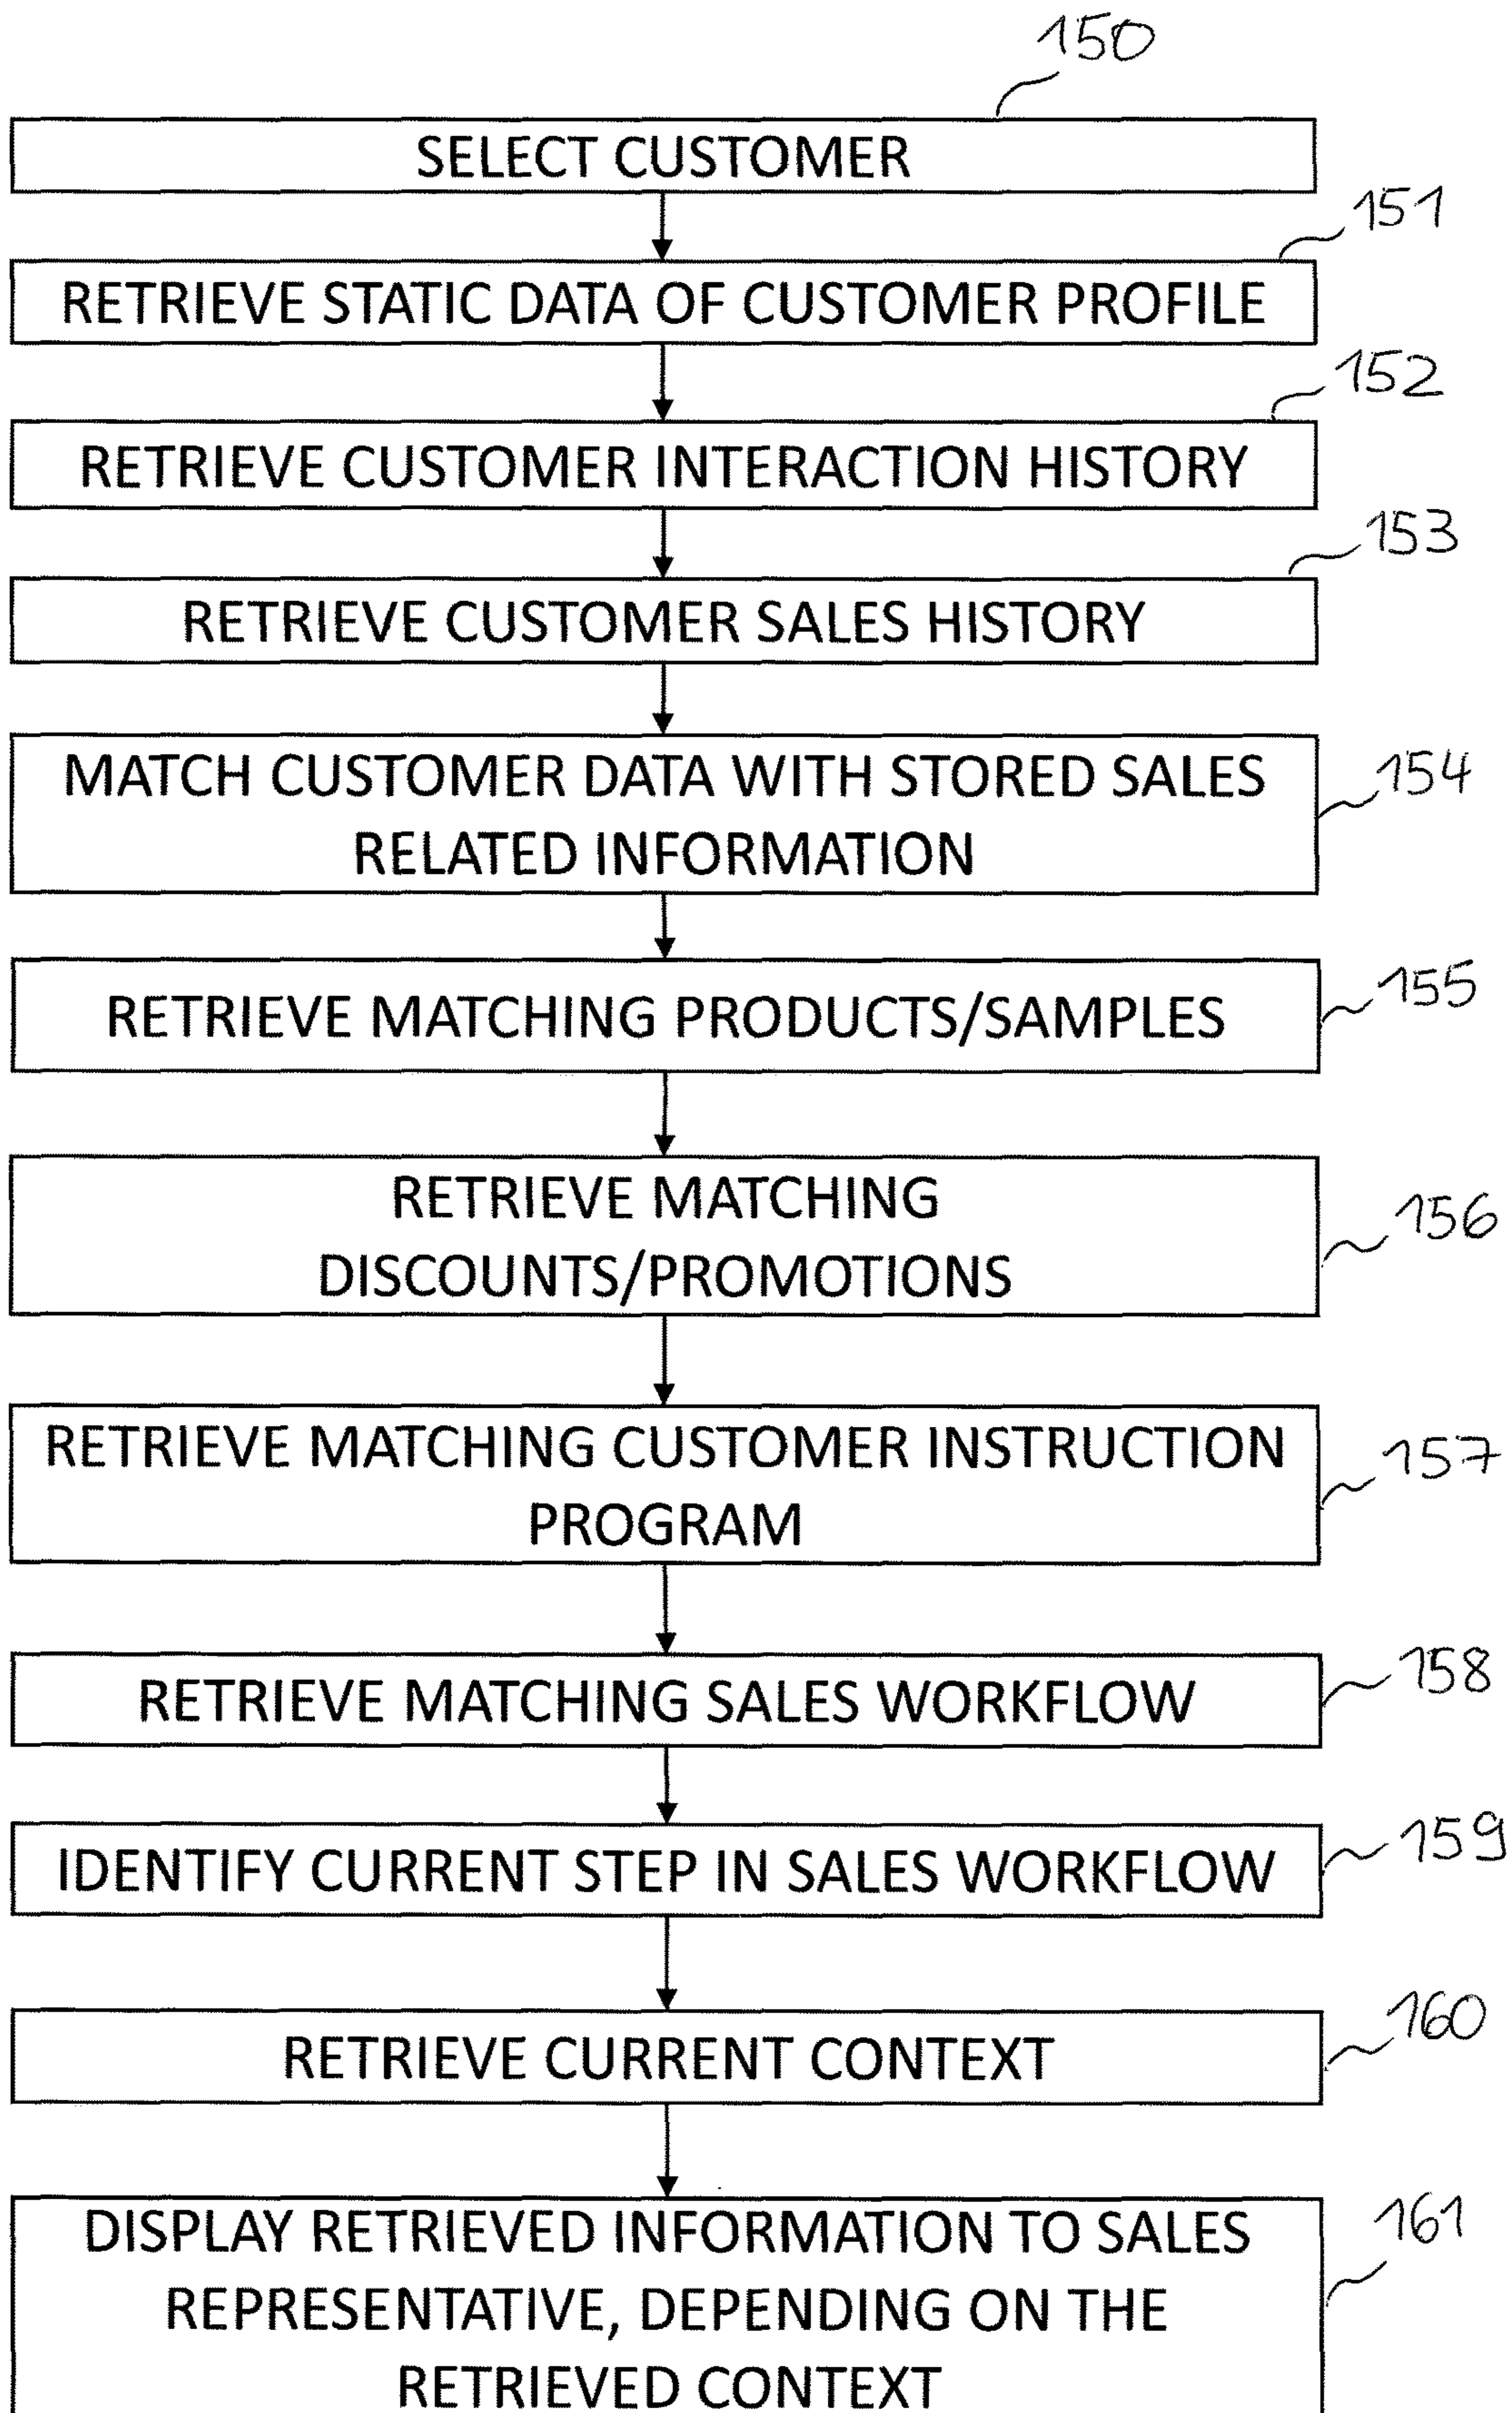 150
SELECT CUSTOMER
151
RETRIEVE STATIC DATA OF CUSTOMER PROFILE
152
RETRIEVE CUSTOMER INTERACTION HISTORY
153
RETRIEVE CUSTOMER SALES HISTORY
MATCH CUSTOMER DATA WITH STORED SALES
RELATED INFORMATION
154
RETRIEVE MATCHING PRODUCTS/SAMPLES
155
RETRIEVE MATCHING
DISCOUNTS/PROMOTIONS
156
RETRIEVE MATCHING CUSTOMER INSTRUCTION
PROGRAM
157
RETRIEVE MATCHING SALES WORKFLOW
158
IDENTIFY CURRENT STEP IN SALES WORKFLOW
159
RETRIEVE CURRENT CONTEXT
160
DISPLAY RETRIEVED INFORMATION TO SALES
REPRESENTATIVE, DEPENDING ON THE
RETRIEVED CONTEXT
161